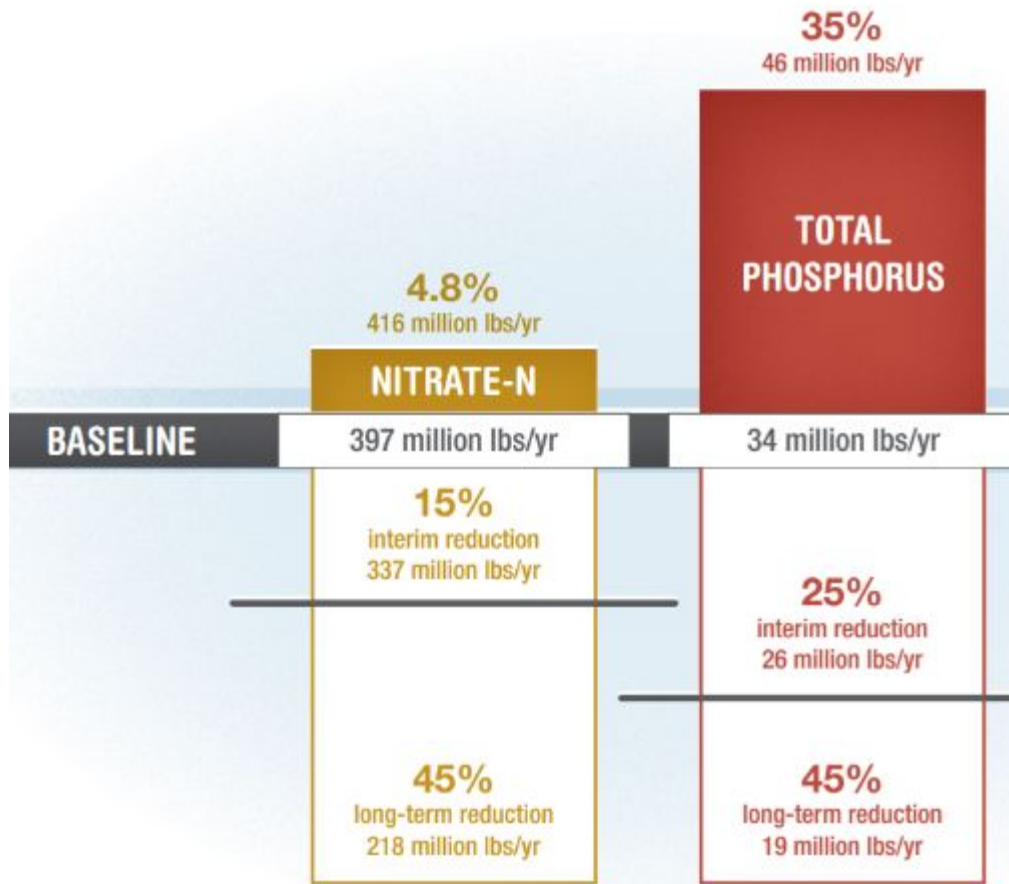 35%
46 million lbs/yr
TOTAL
PHOSPHORUS
4.8%
416 million lbs/yr
NITRATE-N
BASELINE
397 million lbs/yr
34 million lbs/yr
15%
interim reduction
337 million lbs/yr
25%
interim reduction
26 million lbs/yr
45%
long-term reduction
218 million lbs/yr
45%
long-term reduction
19 million lbs/yr